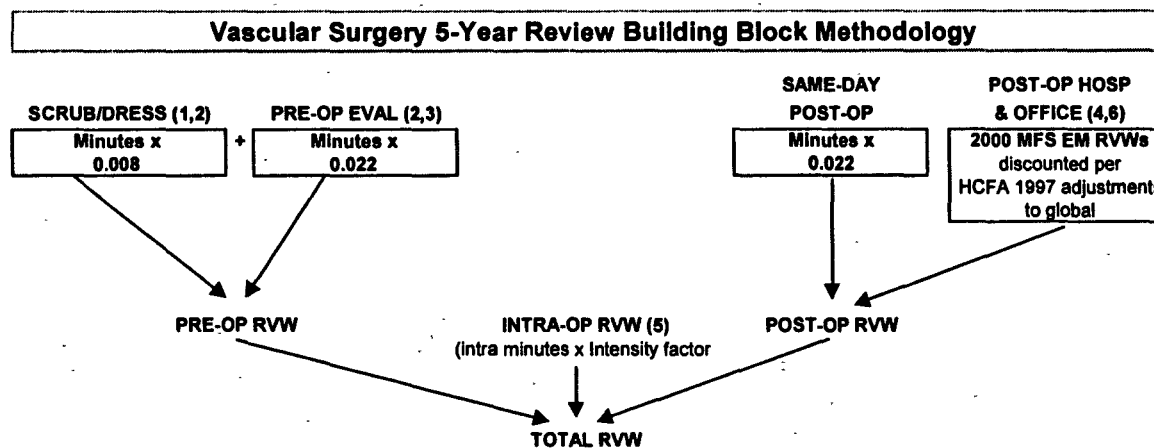 Vascular Surgery 5-Year Review Building Block Methodology
SCRUB/DRESS (1,2)
Minutes x
0.008
+
PRE-OP EVAL (2,3)
Minutes x
0.022
SAME-DAY
POST-OP
Minutes x
0.022
POST-OP HOSP
& OFFICE (4,6)
2000 MFS EM RVWs
discounted per
HCFA 1997 adjustments
to global
PRE-OP RVW
INTRA-OP RVW (5)
(intra minutes x Intensity factor
POST-OP RVW
TOTAL RVW